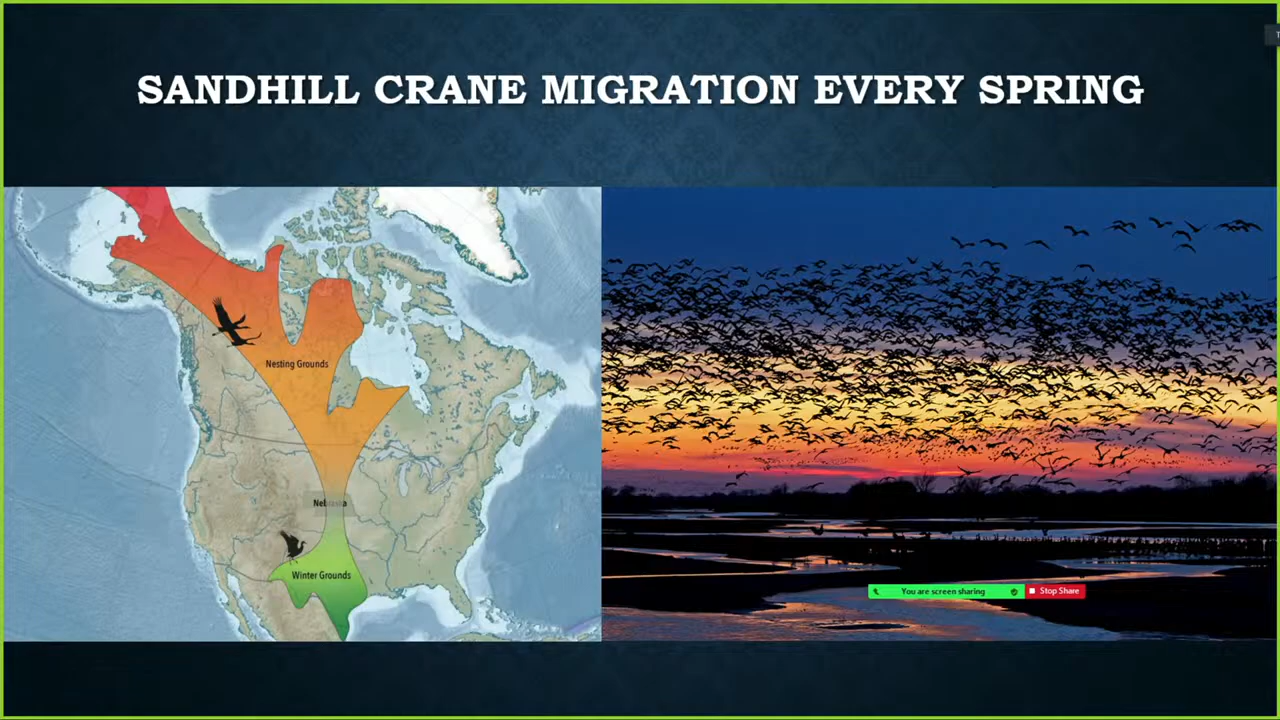 SANDHILL CRANE MIGRATION EVERY SPRING
Nesting Grounds
Nebraska
Winter Grounds
You are screen sharing
Stop Share